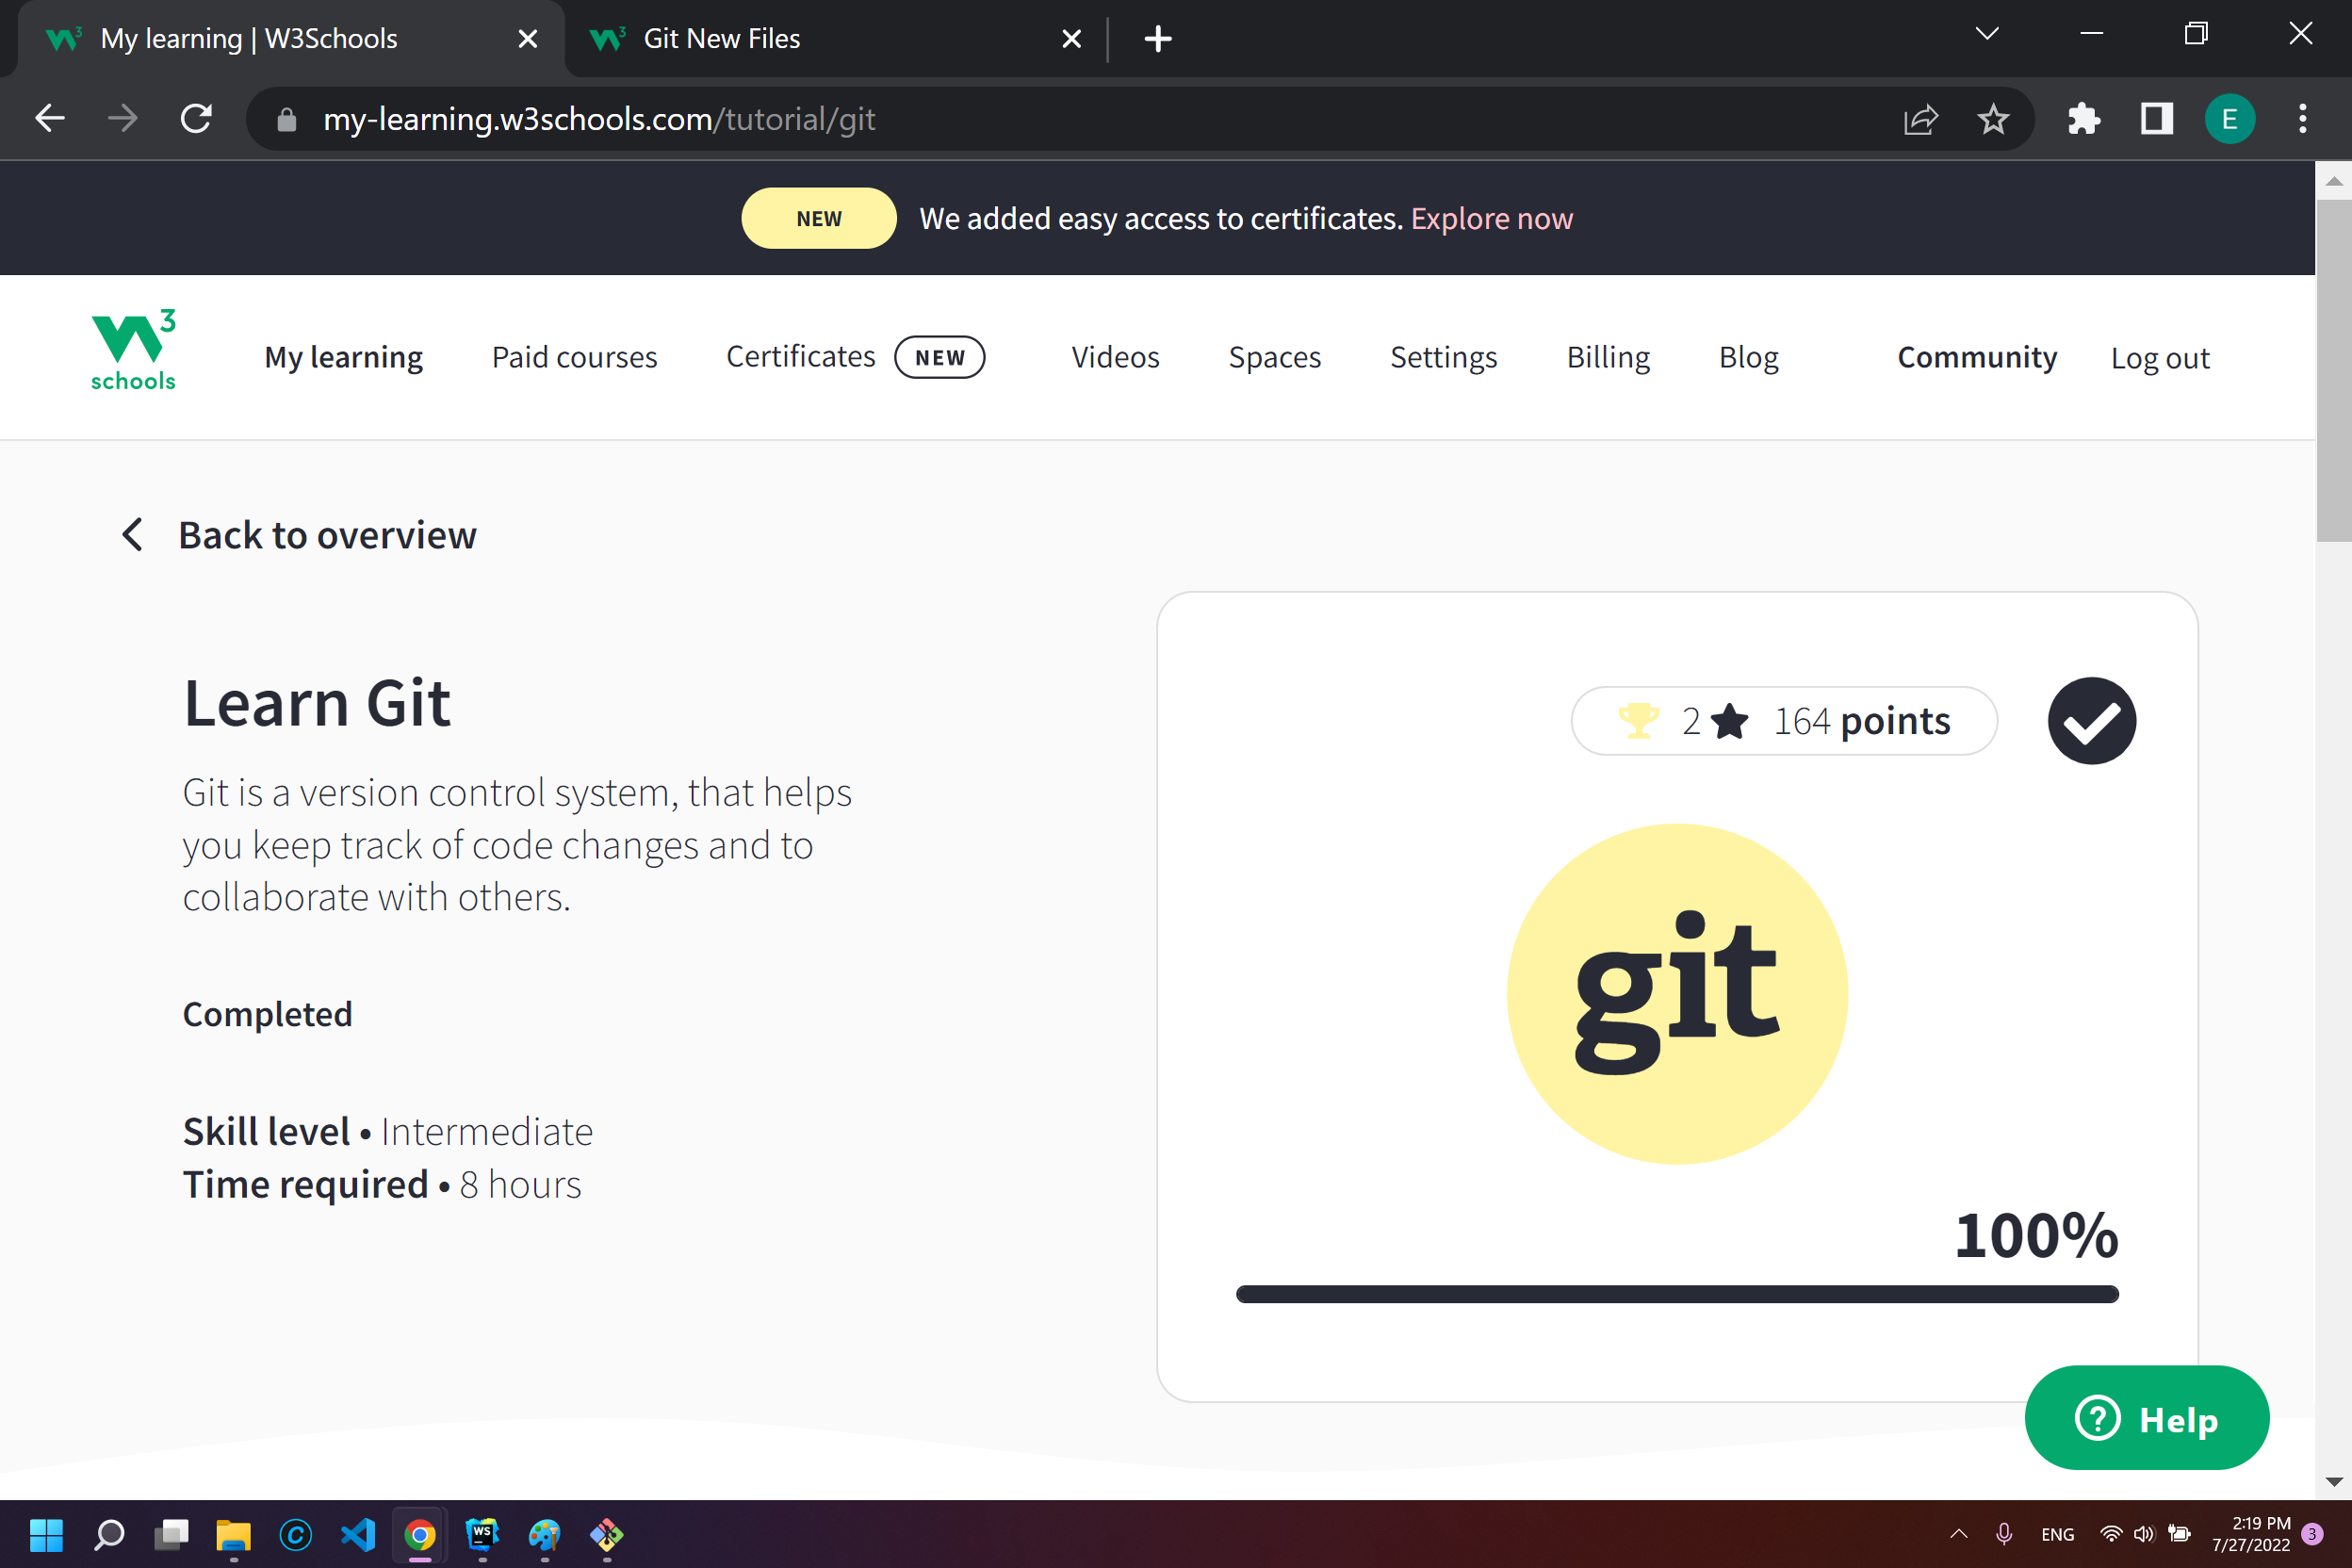 My learning | W3Schools
Git New Files
my-learning.w3schools.com/tutorial/git
E
NEW We added easy access to certificates. Explore now
W3 schools
My learning Paid courses Certificates NEW Videos Spaces Settings Billing Blog Community Log out
Back to overview
Learn Git
Git is a version control system, that helps
you keep track of code changes and to
collaborate with others.
Completed
Skill level • Intermediate
Time required • 8 hours
2 164 points
git
100%
? Help
C
WS
ENG
2:19 PM
7/27/2022
3